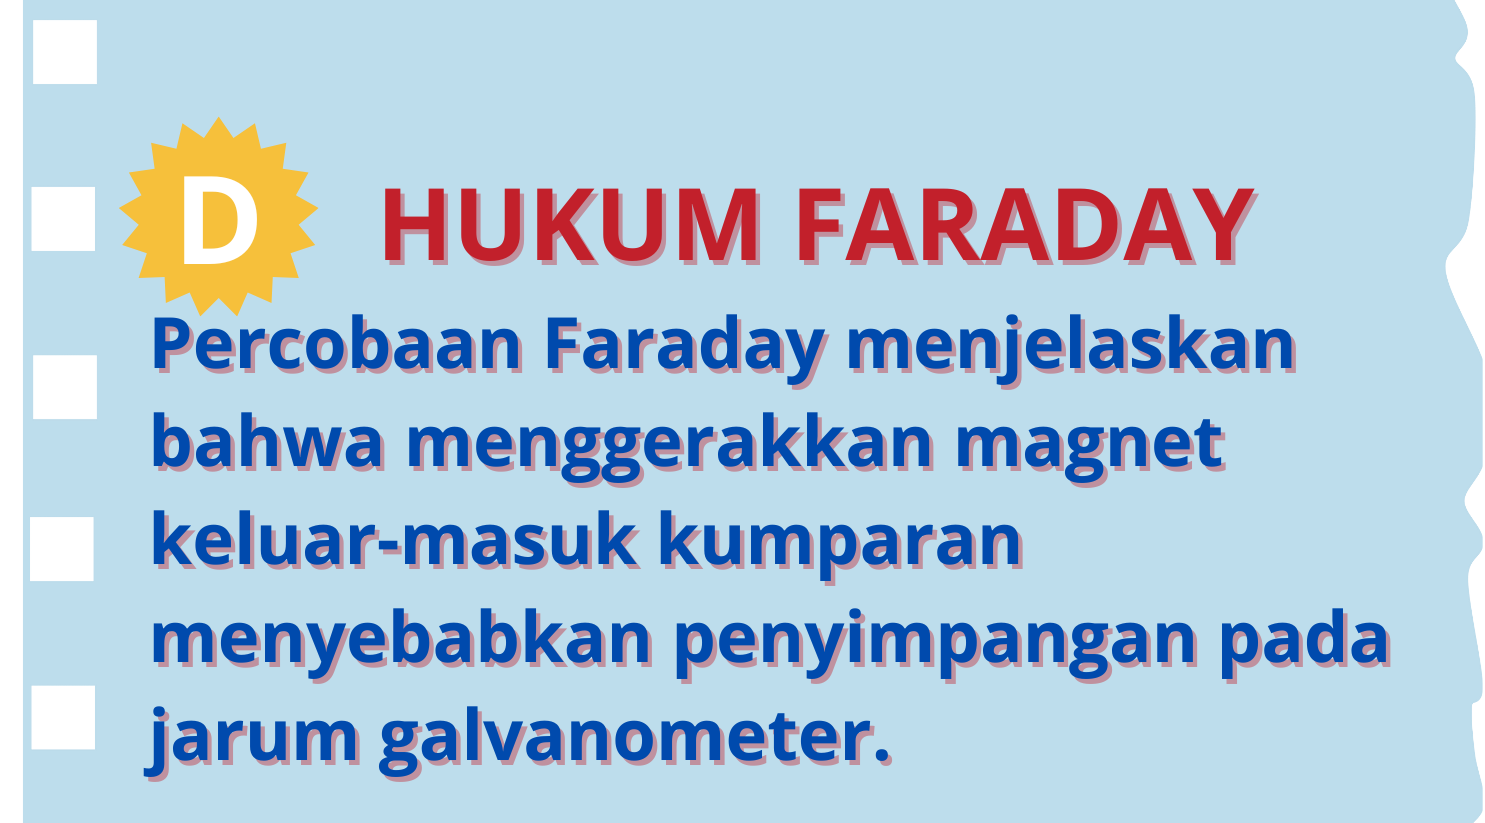 D
HUKUM FARADAY
Percobaan Faraday menjelaskan
bahwa menggerakkan magnet
keluar-masuk kumparan
menyebabkan penyimpangan pada
jarum galvanometer.